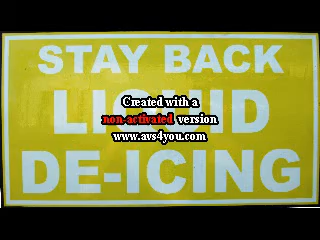 STAY BACK
Created with a
non-activated version
www.avs4you.com
DE-ICING